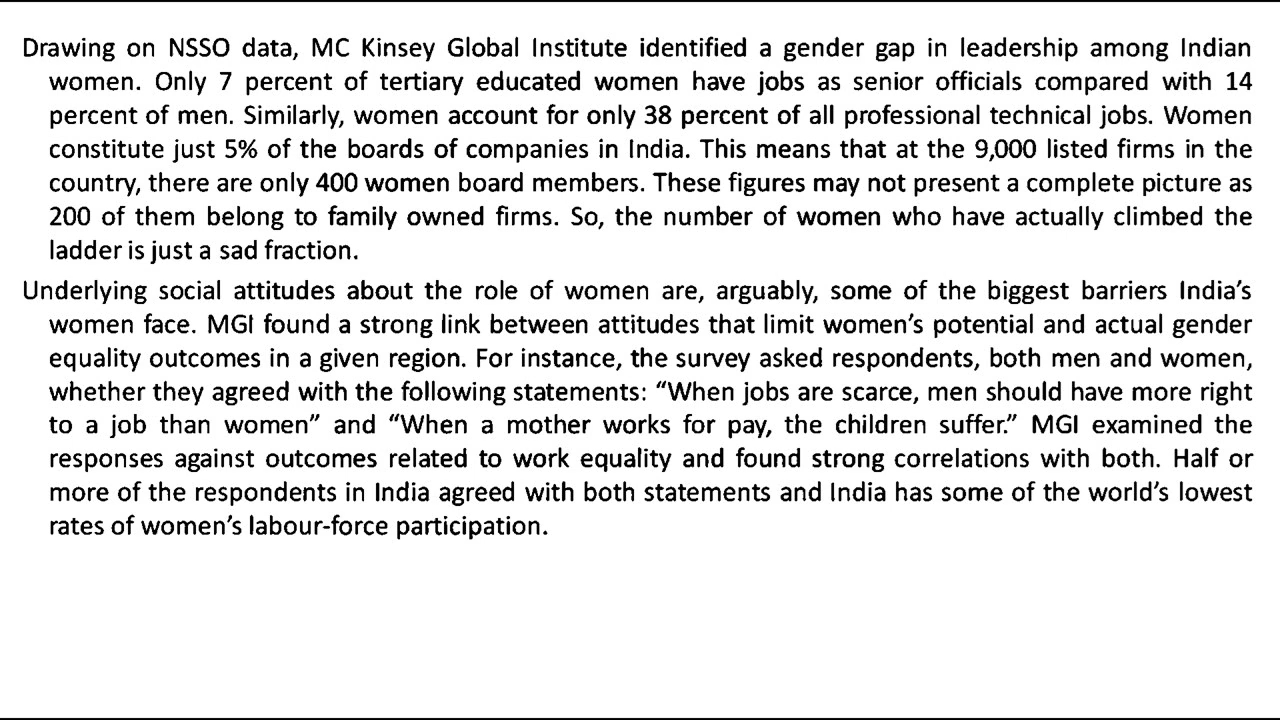 Drawing on NSSO data, MC Kinsey Global Institute identified a gender gap in leadership among Indian
women. Only 7 percent of tertiary educated women have jobs as senior officials compared with 14
percent of men. Similarly, women account for only 38 percent of all professional technical jobs. Women
constitute just 5% of the boards of companies in India. This means that at the 9,000 listed firms in the
country, there are only 400 women board members. These figures may not present a complete picture as
200 of them belong to family owned firms. So, the number of women who have actually climbed the
ladder is just a sad fraction.
Underlying social attitudes about the role of women are, arguably, some of the biggest barriers India’s
women face. MGI found a strong link between attitudes that limit women’s potential and actual gender
equality outcomes in a given region. For instance, the survey asked respondents, both men and women,
whether they agreed with the following statements: “When jobs are scarce, men should have more right
to a job than women” and “When a mother works for pay, the children suffer.” MGI examined the
responses against outcomes related to work equality and found strong correlations with both. Half or
more of the respondents in India agreed with both statements and India has some of the world’s lowest
rates of women’s labour-force participation.